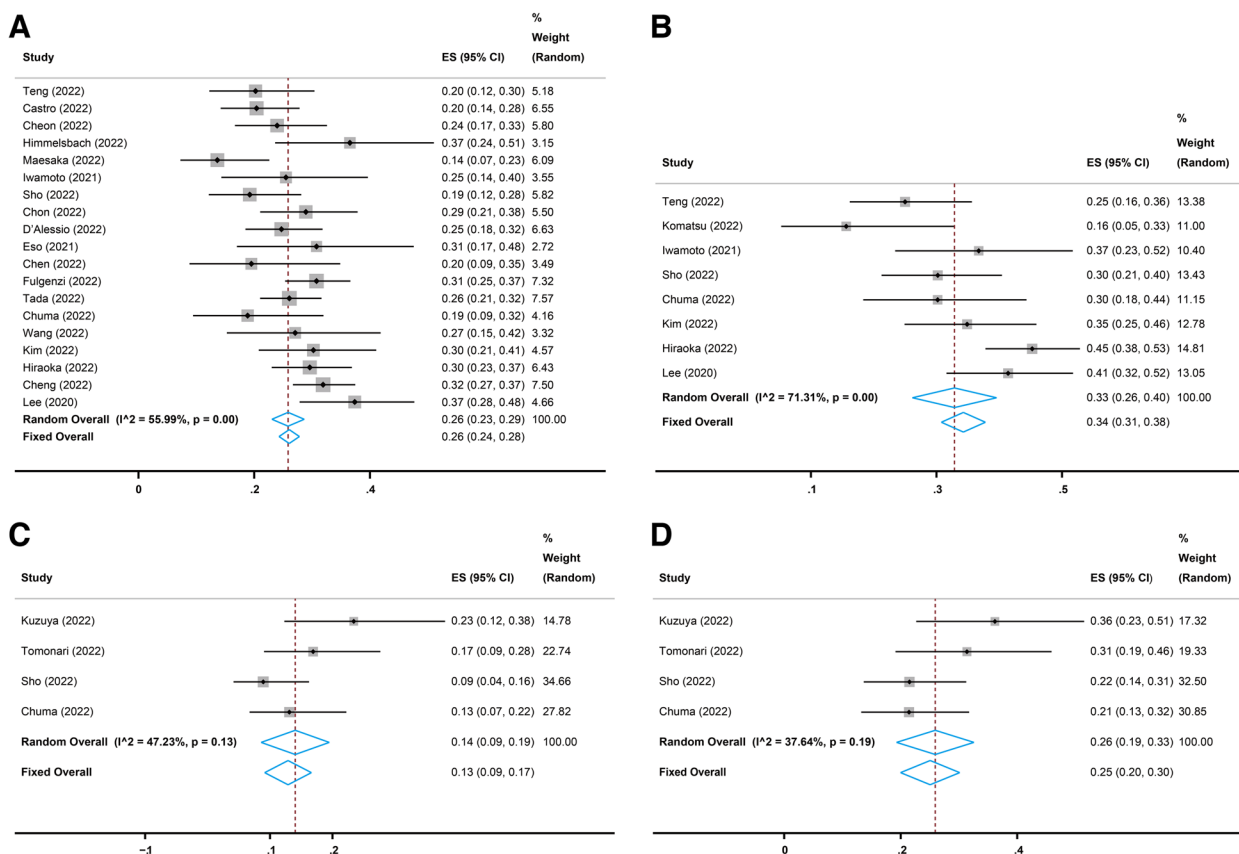 A
%
Weight
Study ES (95% CI) (Random)
Teng (2022) 0.20 (0.12, 0.30) 5.18
Castro (2022) 0.20 (0.14, 0.28) 6.55
Cheon (2022) 0.24 (0.17, 0.33) 5.80
Himmelsbach (2022) 0.37 (0.24, 0.51) 3.15
Maesaka (2022) 0.14 (0.07, 0.23) 6.09
Iwamoto (2021) 0.25 (0.14, 0.40) 3.55
Sho (2022) 0.19 (0.12, 0.28) 5.82
Chon (2022) 0.29 (0.21, 0.38) 5.50
D'Alessio (2022) 0.25 (0.18, 0.32) 6.63
Eso (2021) 0.31 (0.17, 0.48) 2.72
Chen (2022) 0.20 (0.09, 0.35) 3.49
Fulgenzi (2022) 0.31 (0.25, 0.37) 7.32
Tada (2022) 0.26 (0.21, 0.32) 7.57
Chuma (2022) 0.19 (0.09, 0.32) 4.16
Wang (2022) 0.27 (0.15, 0.42) 3.32
Kim (2022) 0.30 (0.21, 0.41) 4.57
Hiraoka (2022) 0.30 (0.23, 0.37) 6.43
Cheng (2022) 0.32 (0.27, 0.37) 7.50
Lee (2020) 0.37 (0.28, 0.48) 4.66
Random Overall (I^2 = 55.99%, p = 0.00) 0.26 (0.23, 0.29) 100.00
Fixed Overall 0.26 (0.24, 0.28)
0 .2 .4
B
%
Weight
Study ES (95% CI) (Random)
Teng (2022) 0.25 (0.16, 0.36) 13.38
Komatsu (2022) 0.16 (0.05, 0.33) 11.00
Iwamoto (2021) 0.37 (0.23, 0.52) 10.40
Sho (2022) 0.30 (0.21, 0.40) 13.43
Chuma (2022) 0.30 (0.18, 0.44) 11.15
Kim (2022) 0.35 (0.25, 0.46) 12.78
Hiraoka (2022) 0.45 (0.38, 0.53) 14.81
Lee (2020) 0.41 (0.32, 0.52) 13.05
Random Overall (I^2 = 71.31%, p = 0.00) 0.33 (0.26, 0.40) 100.00
Fixed Overall 0.34 (0.31, 0.38)
.1 .3 .5
C
%
Weight
Study ES (95% CI) (Random)
Kuzuya (2022) 0.23 (0.12, 0.38) 14.78
Tomonari (2022) 0.17 (0.09, 0.28) 22.74
Sho (2022) 0.09 (0.04, 0.16) 34.66
Chuma (2022) 0.13 (0.07, 0.22) 27.82
Random Overall (I^2 = 47.23%, p = 0.13) 0.14 (0.09, 0.19) 100.00
Fixed Overall 0.13 (0.09, 0.17)
−.1 .1 .2
D
%
Weight
Study ES (95% CI) (Random)
Kuzuya (2022) 0.36 (0.23, 0.51) 17.32
Tomonari (2022) 0.31 (0.19, 0.46) 19.33
Sho (2022) 0.22 (0.14, 0.31) 32.50
Chuma (2022) 0.21 (0.13, 0.32) 30.85
Random Overall (I^2 = 37.64%, p = 0.19) 0.26 (0.19, 0.33) 100.00
Fixed Overall 0.25 (0.20, 0.30)
0 .2 .4